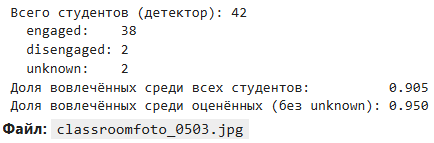 Всего студентов (детектор): 42
engaged: 38
disengaged: 2
unknown: 2
Доля вовлечённых среди всех студентов: 0.905
Доля вовлечённых среди оценённых (без unknown): 0.950
Файл: classroomfoto_0503.jpg